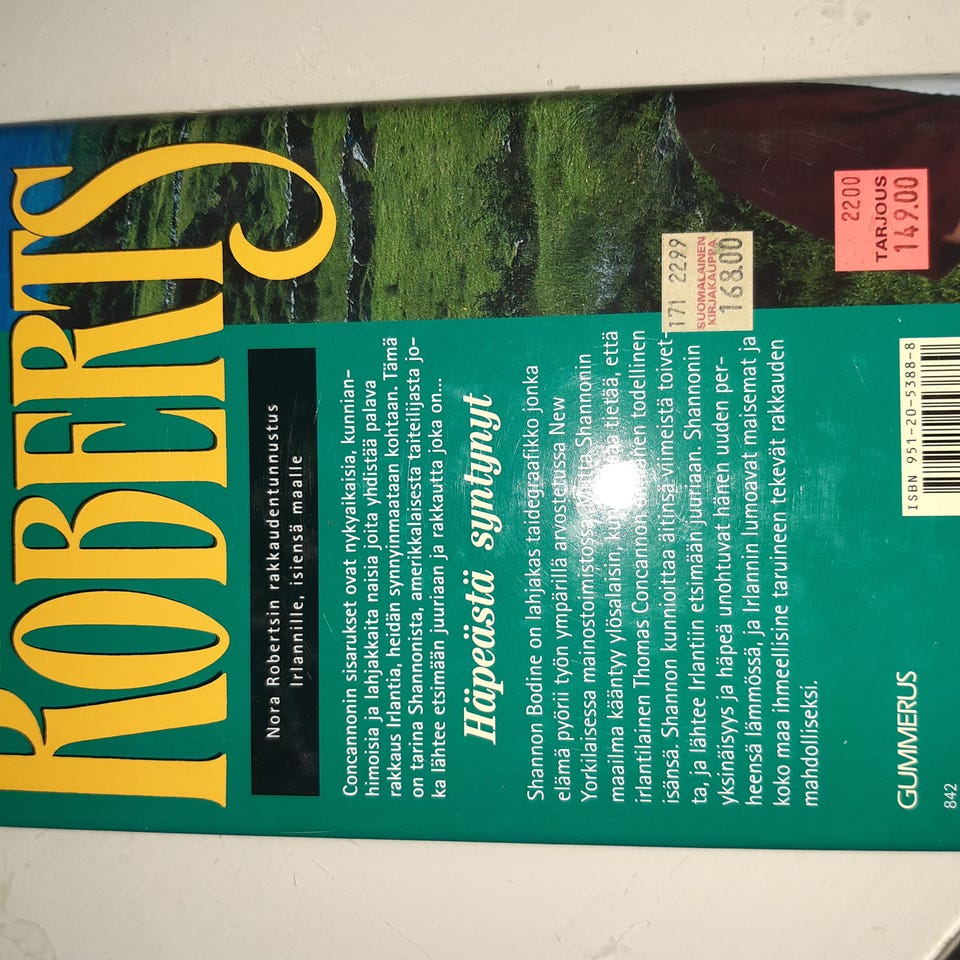 ROBERTS
Nora Robertsin rakkaudentunnustus
Irlannille, isiensä maalle
Concannonin sisarukset ovat nykyaikaisia, kunnian-
himoisia ja lahjakkaita naisia joita yhdistää palava
rakkaus Irlantia, heidän synnyinmaataan kohtaan. Tämä
on tarina Shannonista, amerikkalaisesta taiteilijasta jo-
ka lähtee etsimään juuriaan ja rakkautta joka on...
Häpeästä syntynyt
Shannon Bodine on lahjakas taidegraafikko jonka
elämä pyörii työn ympärillä arvostetussa New
Yorkilaisessa mainostoimistossa. Shannonin
maailma kääntyy ylösalaisin, kun tietää, että
irlantilainen Thomas Concannon todellinen
isänsä. Shannon kunnioittaa äitinsä viimeistä toivet-
ta, ja lähtee Irlantiin etsimään juuriaan. Shannonin
yksinäisyys ja häpeä unohtuvat hänen uuden per-
heensä lämmössä, ja Irlannin lumoavat maisemat ja
koko maa ihmeellisine taruineen tekevät rakkauden
mahdolliseksi.
171 2299
SUOMALAINEN
KIRJAKAUPPA
168.00
2200
TARJOUS
149.00
GUMMERUS
842
ISBN 951-20-5388-8